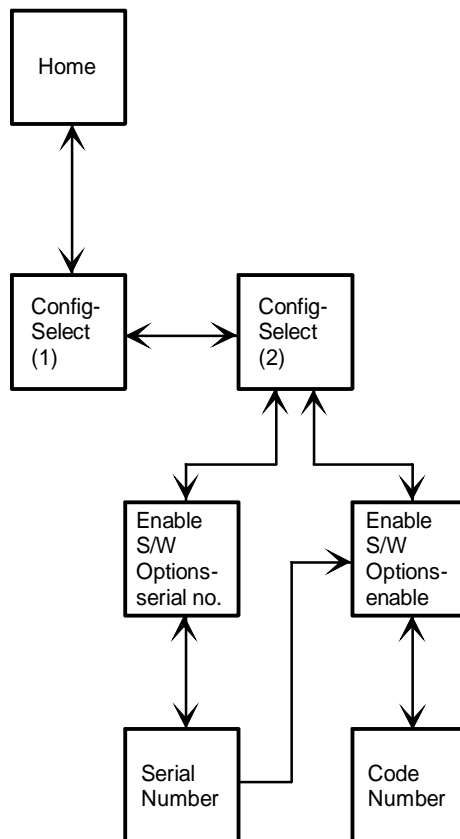 Home
Config-
Select
(1)
Config-
Select
(2)
Enable
S/W
Options-
serial no.
Enable
S/W
Options-
enable
Serial
Number
Code
Number